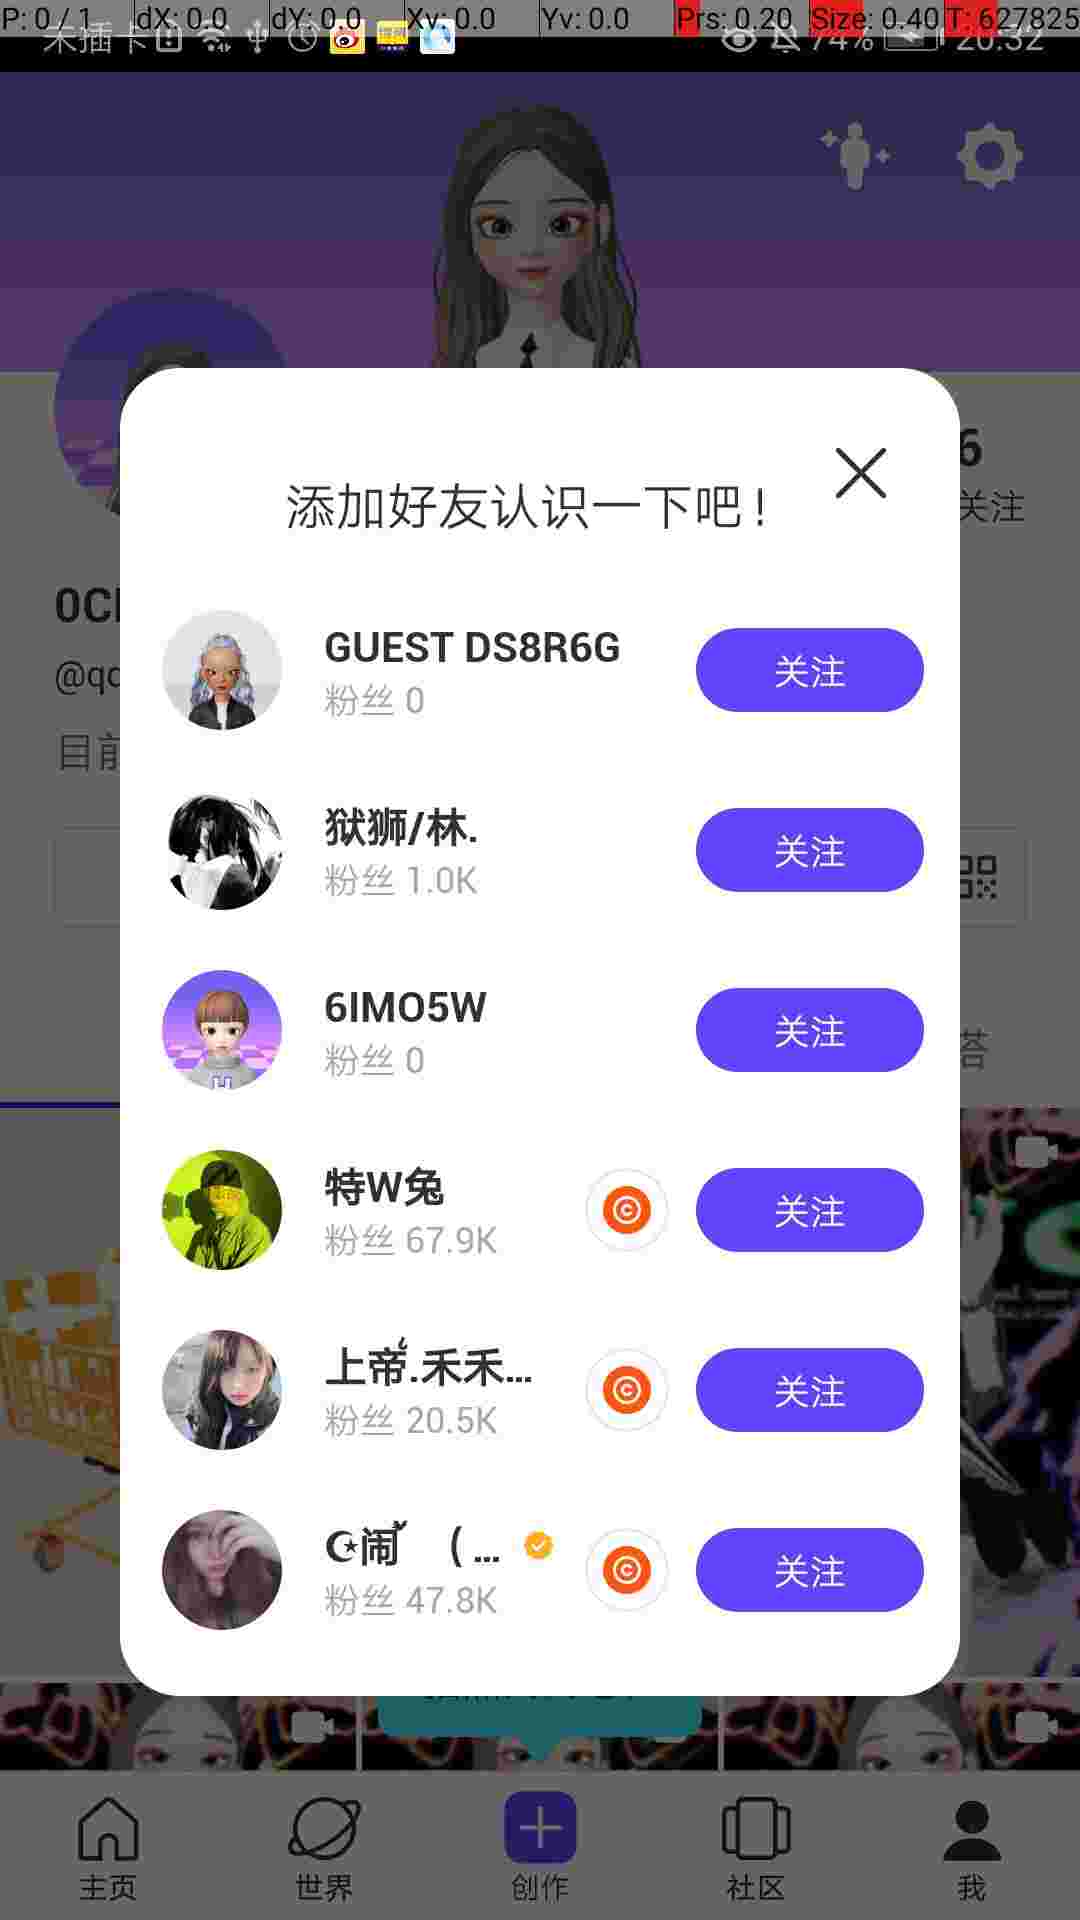 P: 0 / 1 dX: 0.0 dY: 0.0 Xv: 0.0 Yv: 0.0 Prs: 0.20 Size: 0.40 T: 627825
未插卡 74% 20:32
6
关注
添加好友认识一下吧!
@qc
目前
GUEST DS8R6G
粉丝 0
关注
狱狮/林.
粉丝 1.0K
关注
6IMO5W
粉丝 0
关注
答
特W兔
粉丝 67.9K
关注
上帝.禾禾...
粉丝 20.5K
关注
☪闹 ( ...
粉丝 47.8K
关注
主页
世界
创作
社区
我